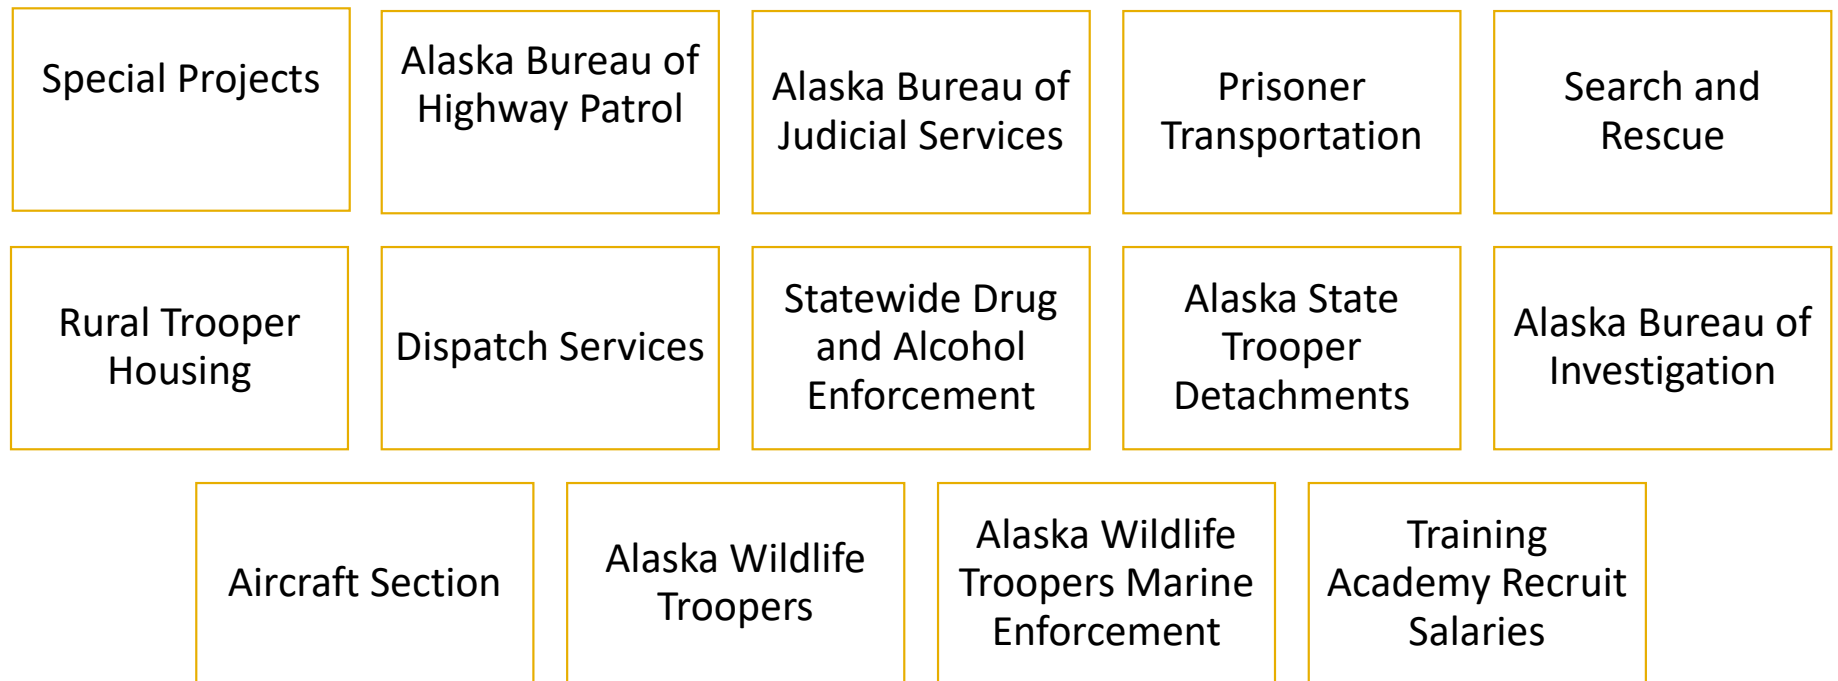 Special Projects
Alaska Bureau of
Highway Patrol
Alaska Bureau of
Judicial Services
Prisoner
Transportation
Search and
Rescue
Rural Trooper
Housing
Dispatch Services
Statewide Drug
and Alcohol
Enforcement
Alaska State
Trooper
Detachments
Alaska Bureau of
Investigation
Aircraft Section
Alaska Wildlife
Troopers
Alaska Wildlife
Troopers Marine
Enforcement
Training
Academy Recruit
Salaries